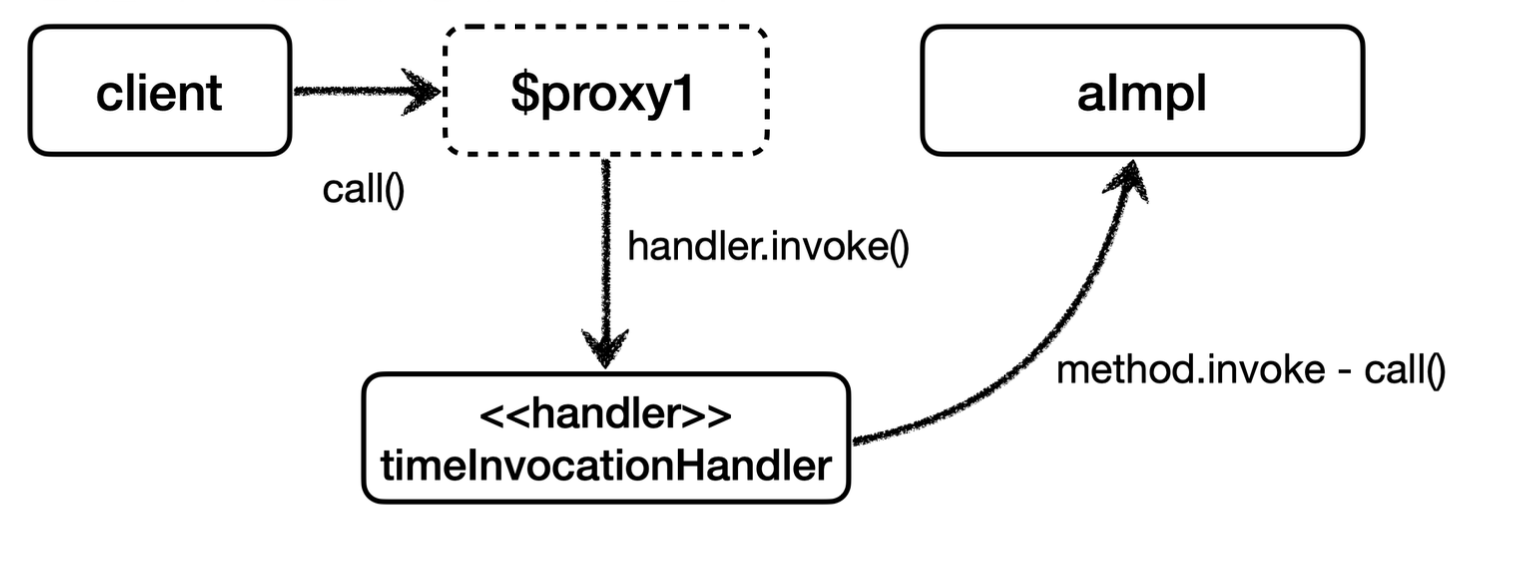 client
$proxy1
aImpl
call()
handler.invoke()
method.invoke - call()
<<handler>>
timeInvocationHandler